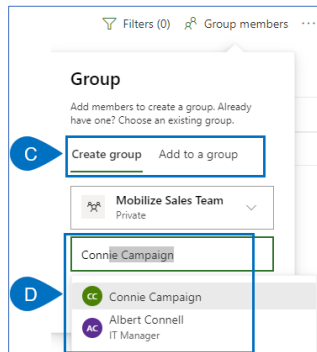 Filters (0) Group members ...
Group
Add members to create a group. Already
have one? Choose an existing group.
C
Create group Add to a group
Mobilize Sales Team
Private
Connie Campaign
D
CC Connie Campaign
Albert Connell
AC
IT Manager